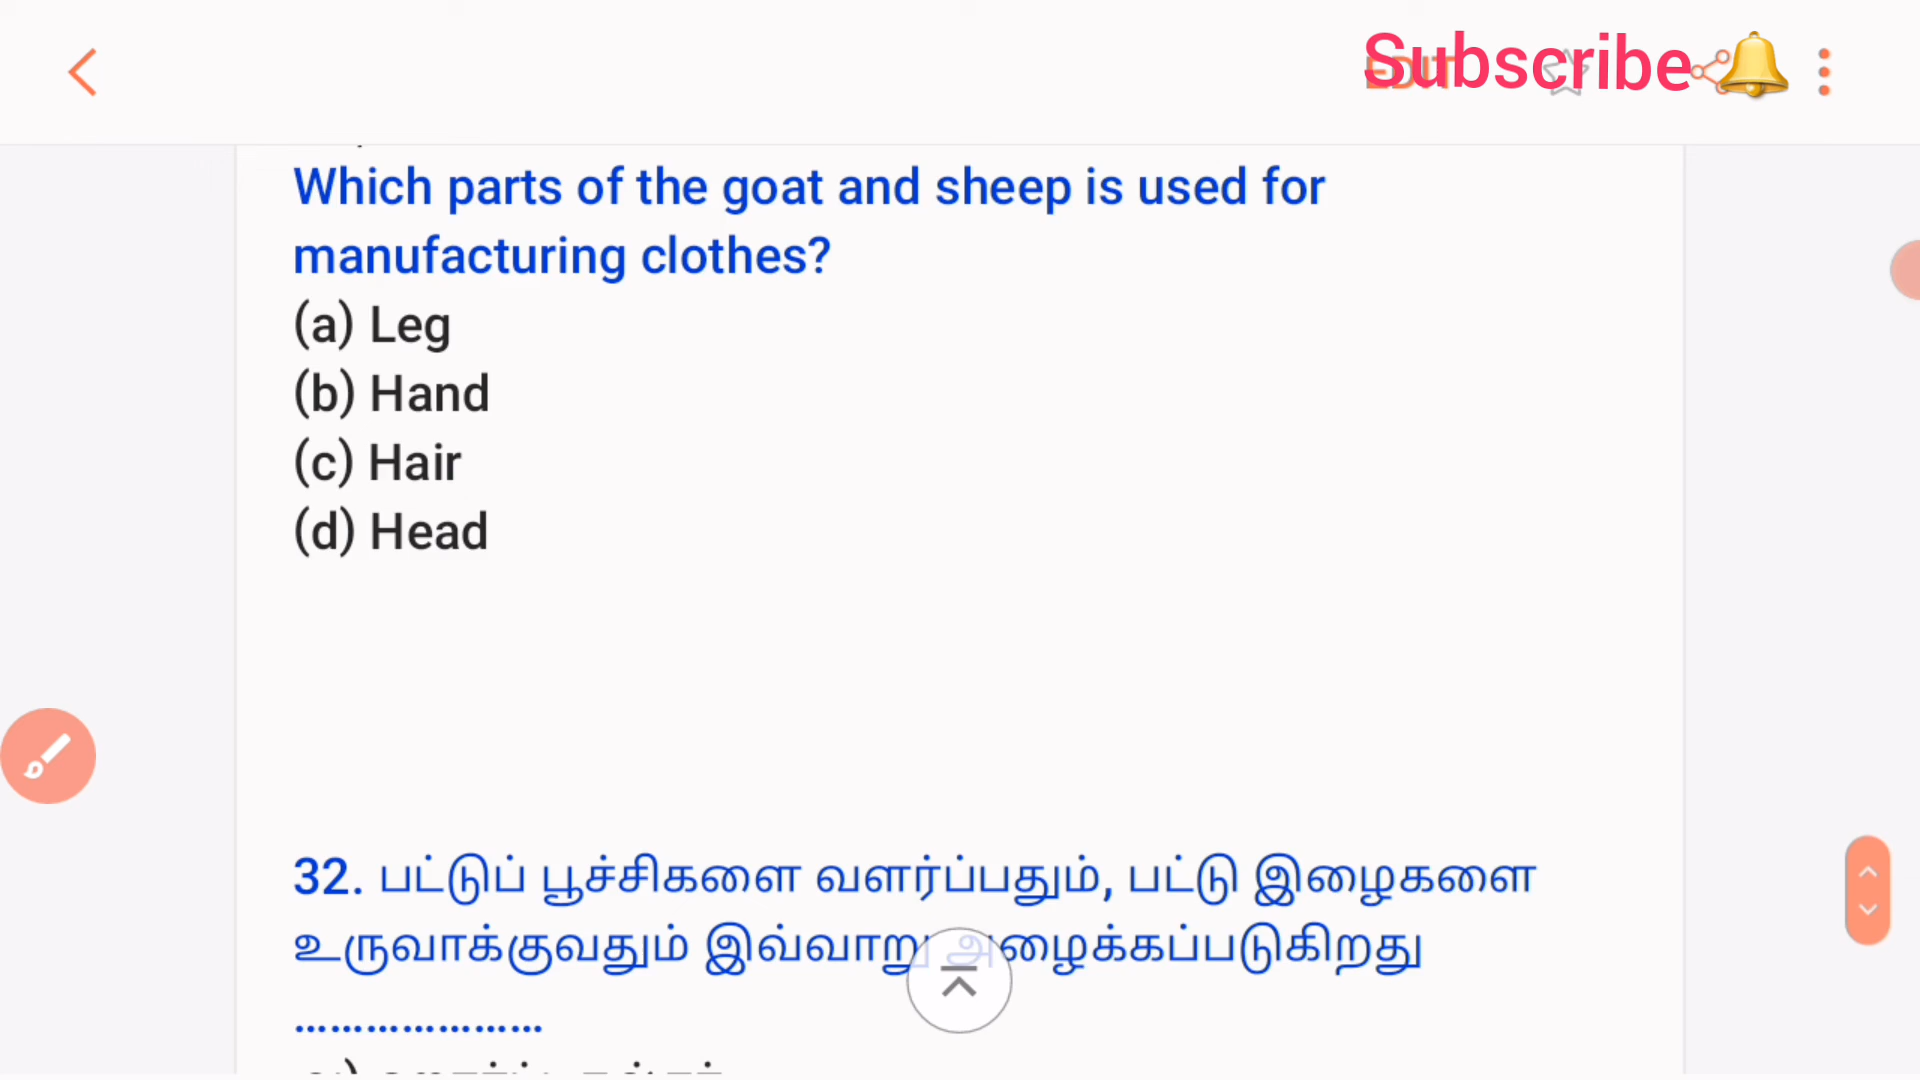 EDIT
Subscribe
Which parts of the goat and sheep is used for
manufacturing clothes?
(a) Leg
(b) Hand
(c) Hair
(d) Head
32. பட்டுப் பூச்சிகளை வளர்ப்பதும், பட்டு இழைகளை
உருவாக்குவதும் இவ்வாறு அழைக்கப்படுகிறது
.....................